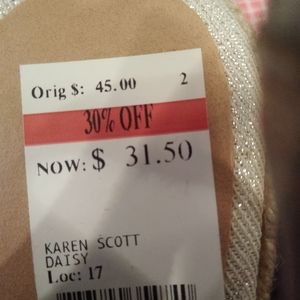 Orig $: 45.00 2
30% OFF
NOW: $ 31.50
KAREN SCOTT
DAISY
Loc: 17